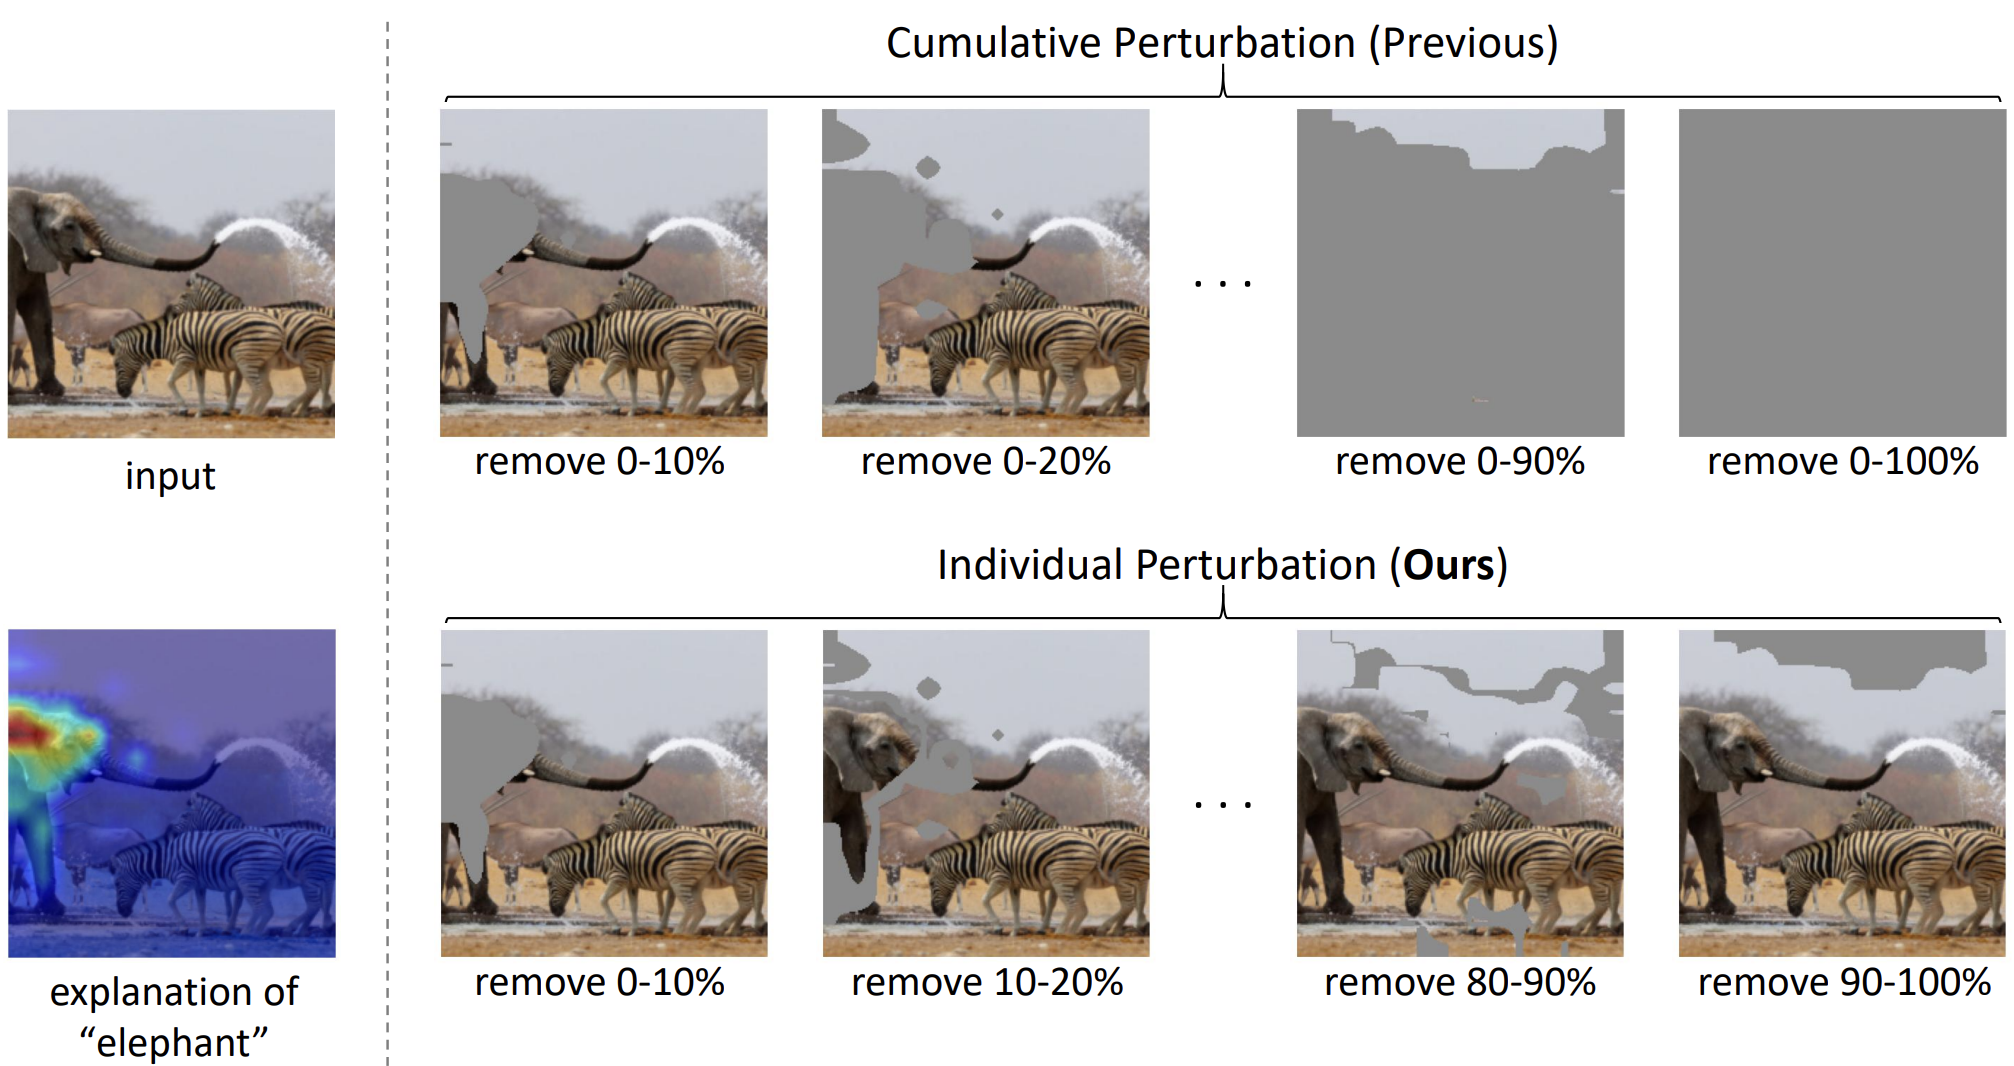 Cumulative Perturbation (Previous)
input
remove 0-10%
remove 0-20%
. . .
remove 0-90%
remove 0-100%
Individual Perturbation (Ours)
explanation of
“elephant”
remove 0-10%
remove 10-20%
. . .
remove 80-90%
remove 90-100%